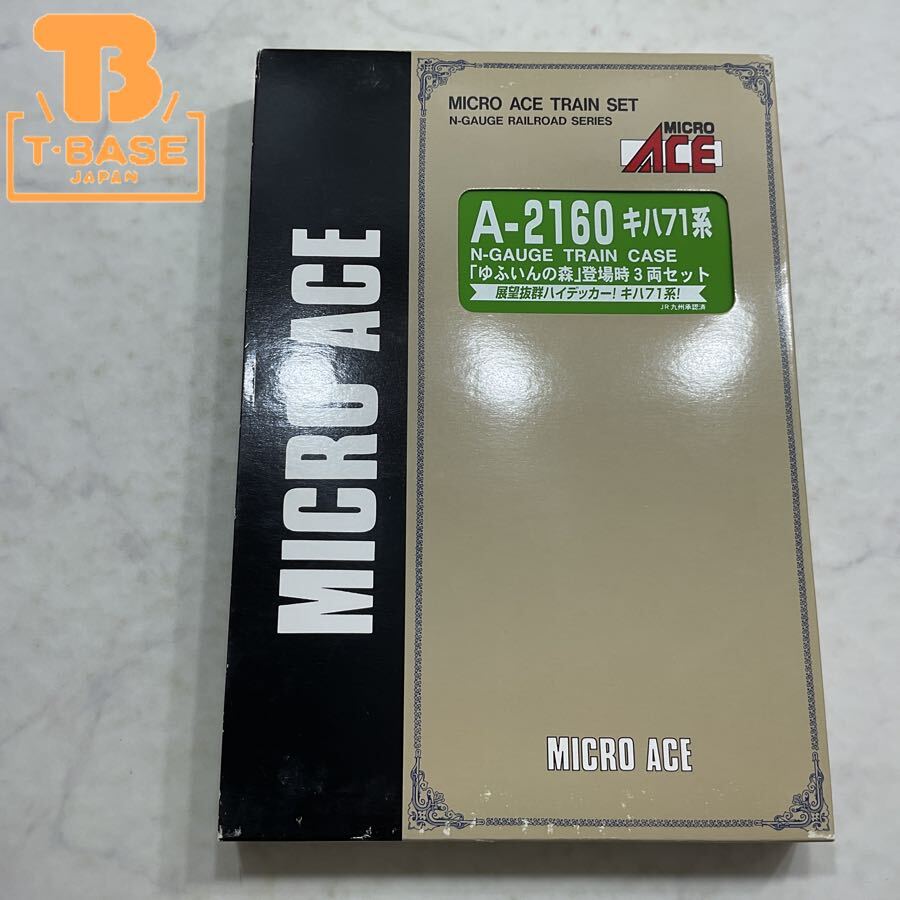 T·BASE
JAPAN
MICRO ACE
MICRO ACE TRAIN SET
N-GAUGE RAILROAD SERIES
MICRO
ACE
A-2160 キハ71系
N-GAUGE TRAIN CASE
「ゆふいんの森」登場時3両セット
展望抜群ハイデッカー!キハ71系!
JR九州承認済
MICRO ACE